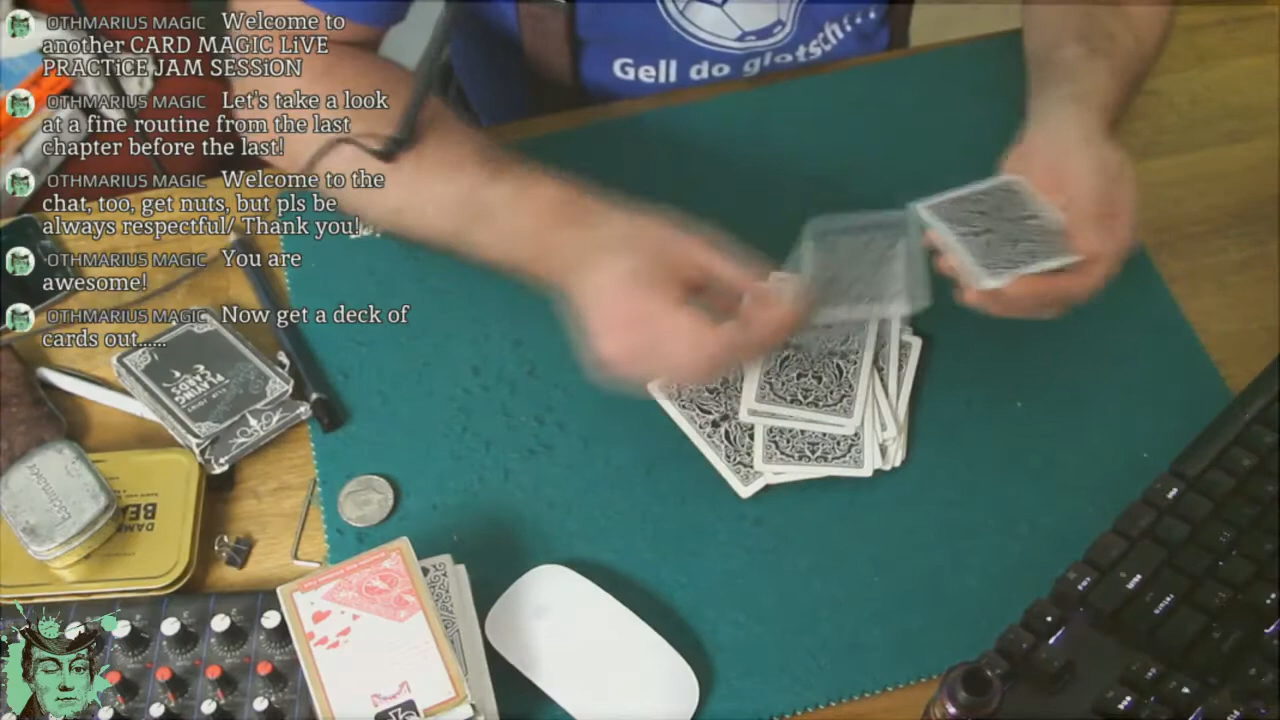 OTHMARIUS MAGIC Welcome to
another CARD MAGIC LiVE
PRACTiCE JAM SESSiON
OTHMARIUS MAGIC Let's take a look
at a fine routine from the last
chapter before the last!
OTHMARIUS MAGIC Welcome to the
chat, too, get nuts, but pls be
always respectful/ Thank you!
OTHMARIUS MAGIC You are
awesome!
OTHMARIUS MAGIC Now get a deck of
cards out......
Gell do glotsch
PLAYING
CARDS